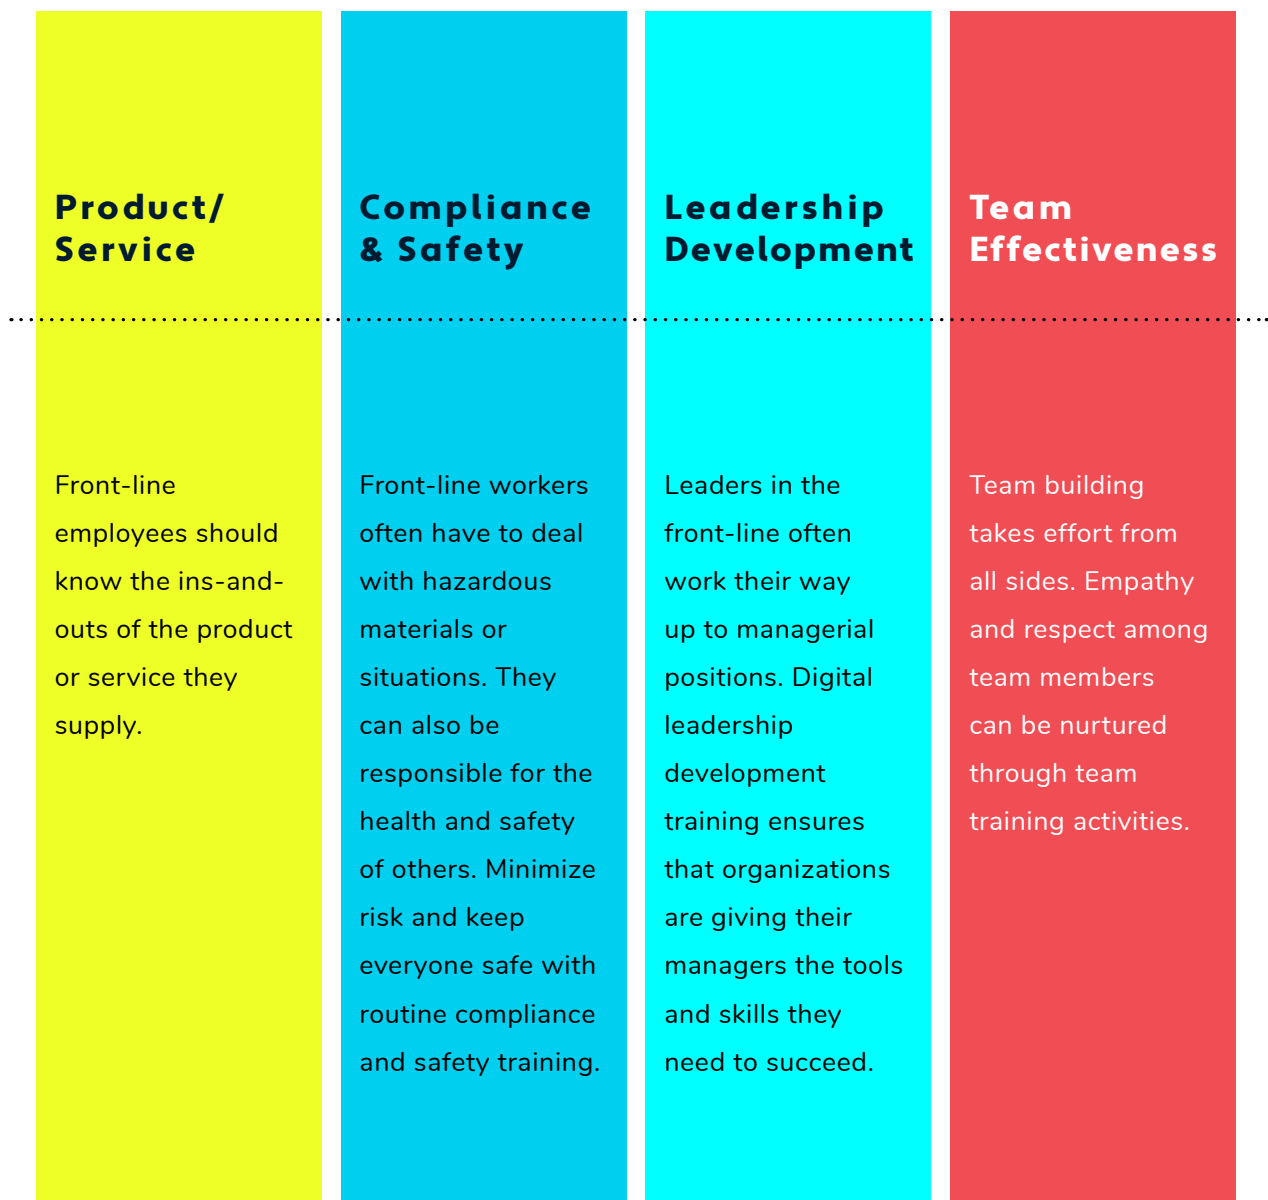 Product/
Service
Front-line
employees should
know the ins-and-
outs of the product
or service they
supply.
Compliance
& Safety
Front-line workers
often have to deal
with hazardous
materials or
situations. They
can also be
responsible for the
health and safety
of others. Minimize
risk and keep
everyone safe with
routine compliance
and safety training.
Leadership
Development
Leaders in the
front-line often
work their way
up to managerial
positions. Digital
leadership
development
training ensures
that organizations
are giving their
managers the tools
and skills they
need to succeed.
Team
Effectiveness
Team building
takes effort from
all sides. Empathy
and respect among
team members
can be nurtured
through team
training activities.